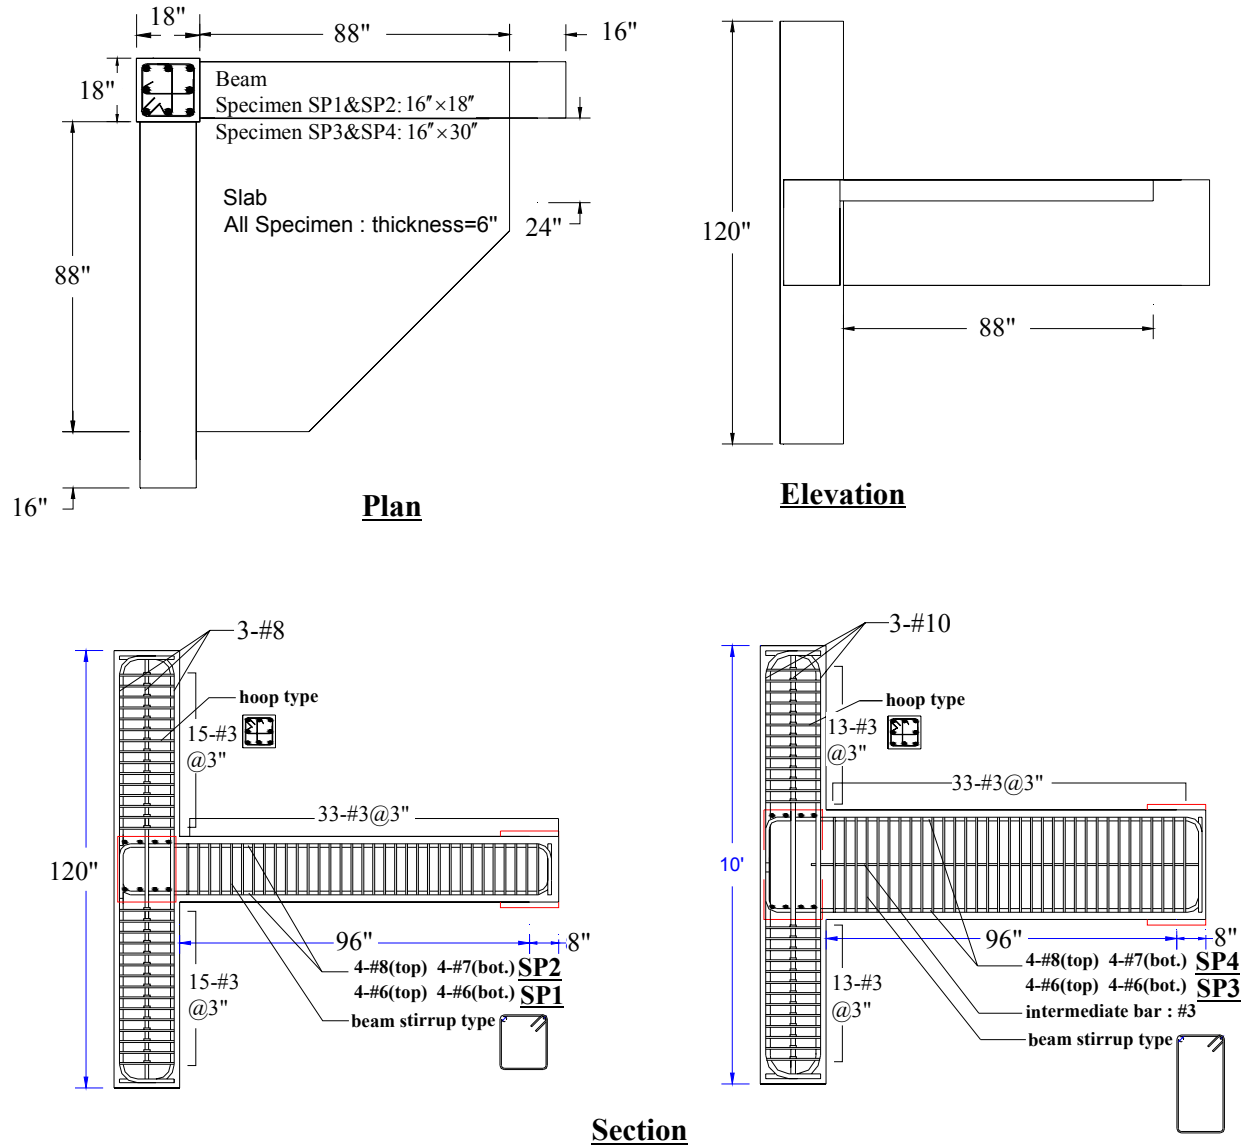 18"
88"
16"
18"
Beam
Specimen SP1&SP2: 16"×18"
Specimen SP3&SP4: 16"×30"
Slab
All Specimen : thickness=6"
24"
88"
16"
Plan
120"
88"
Elevation
3-#8
hoop type
15-#3
@3"
33-#3@3"
120"
96"
8"
4-#8(top) 4-#7(bot.) SP2
4-#6(top) 4-#6(bot.) SP1
15-#3
@3"
beam stirrup type
3-#10
hoop type
13-#3
@3"
33-#3@3"
10'
96"
8"
4-#8(top) 4-#7(bot.) SP4
4-#6(top) 4-#6(bot.) SP3
13-#3
@3"
intermediate bar : #3
beam stirrup type
Section